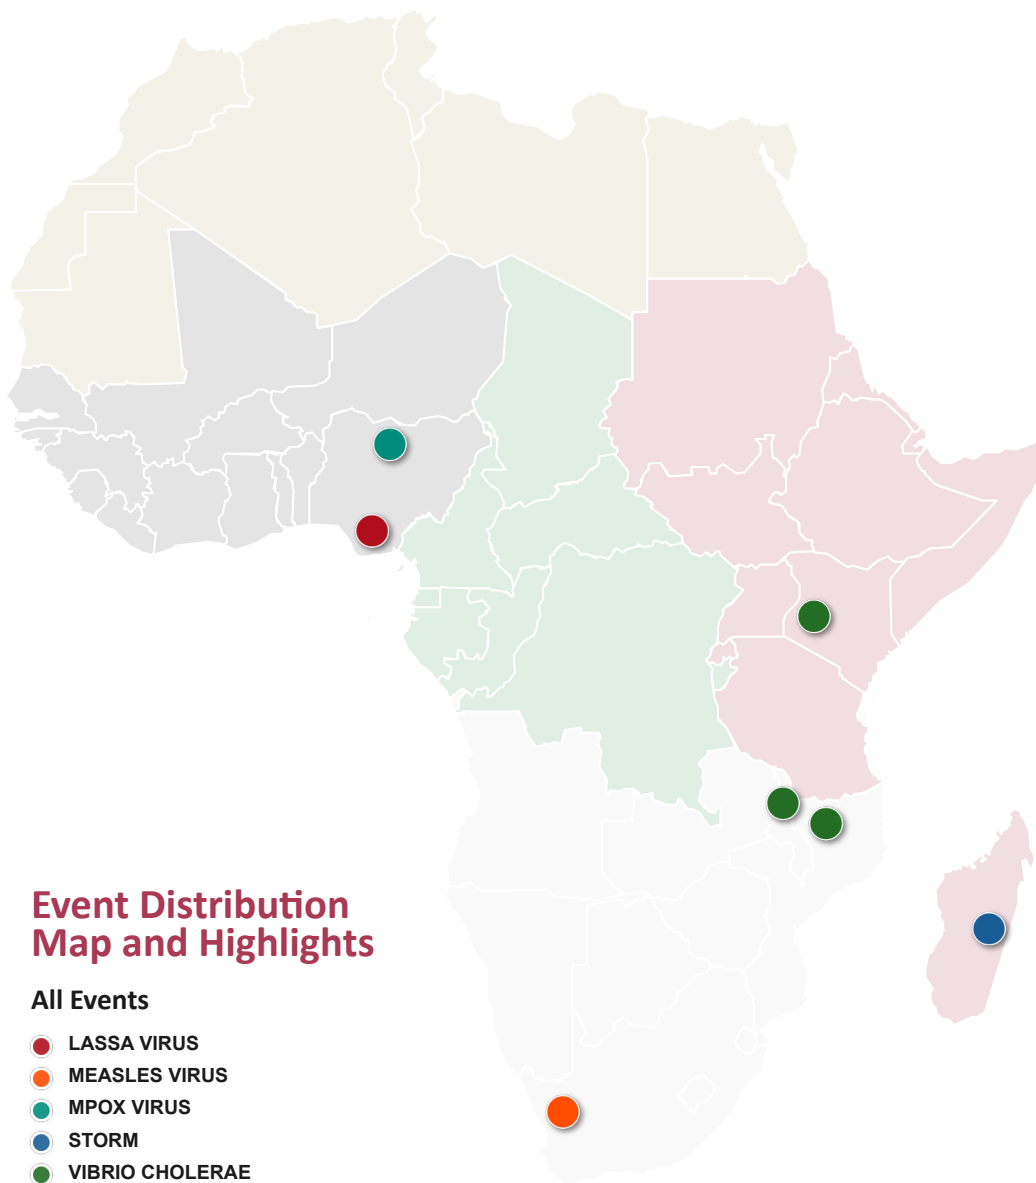 Event Distribution
Map and Highlights
All Events
LASSA VIRUS
MEASLES VIRUS
MPOX VIRUS
STORM
VIBRIO CHOLERAE